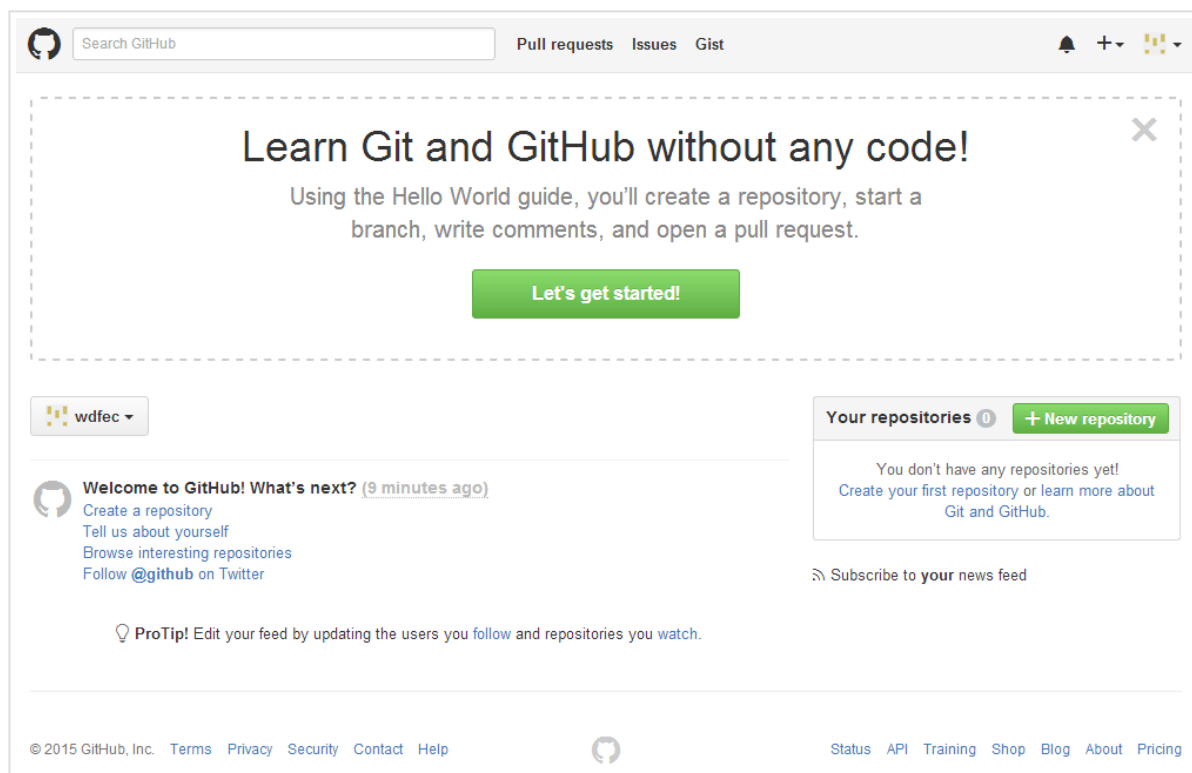 Search GitHub
Pull requests Issues Gist
Learn Git and GitHub without any code!
Using the Hello World guide, you’ll create a repository, start a
branch, write comments, and open a pull request.
Let's get started!
wdfec
Your repositories 0
+ New repository
You don’t have any repositories yet!
Create your first repository or learn more about
Git and GitHub.
Welcome to GitHub! What’s next? (9 minutes ago)
Create a repository
Tell us about yourself
Browse interesting repositories
Follow @github on Twitter
Subscribe to your news feed
ProTip! Edit your feed by updating the users you follow and repositories you watch.
© 2015 GitHub, Inc. Terms Privacy Security Contact Help
Status API Training Shop Blog About Pricing